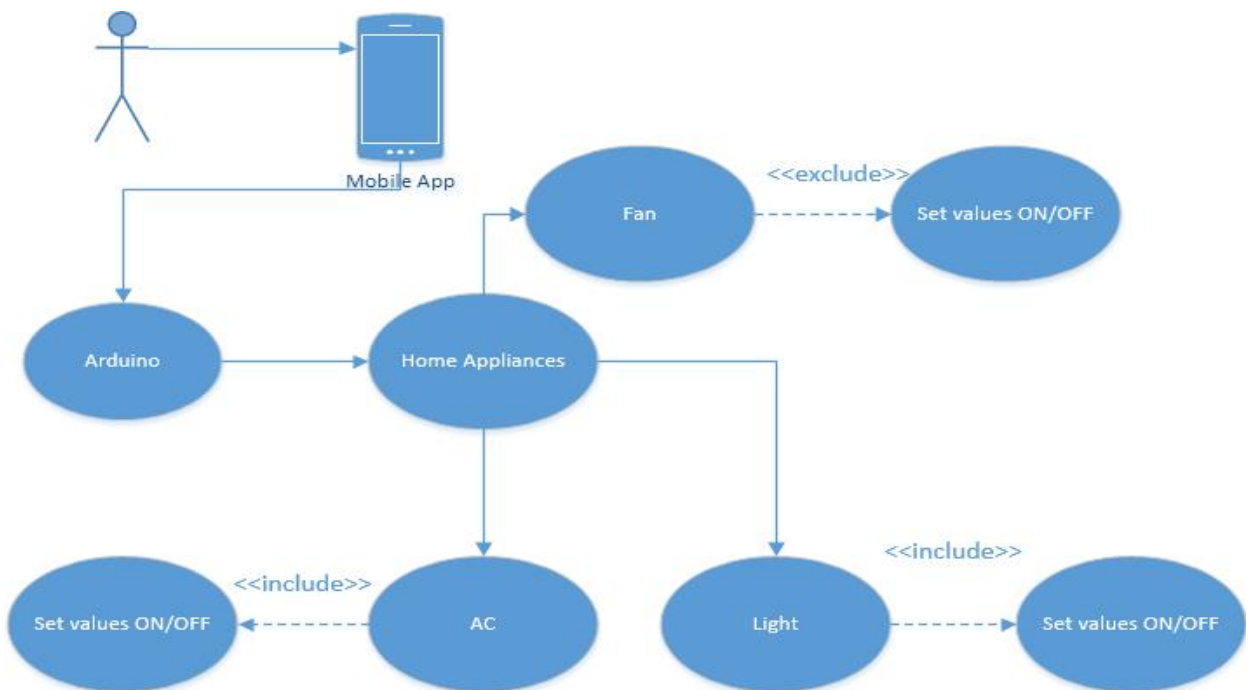 Mobile App
<<exclude>>
Fan
Set values ON/OFF
Arduino
Home Appliances
<<include>>
<<include>>
Set values ON/OFF
AC
Light
Set values ON/OFF